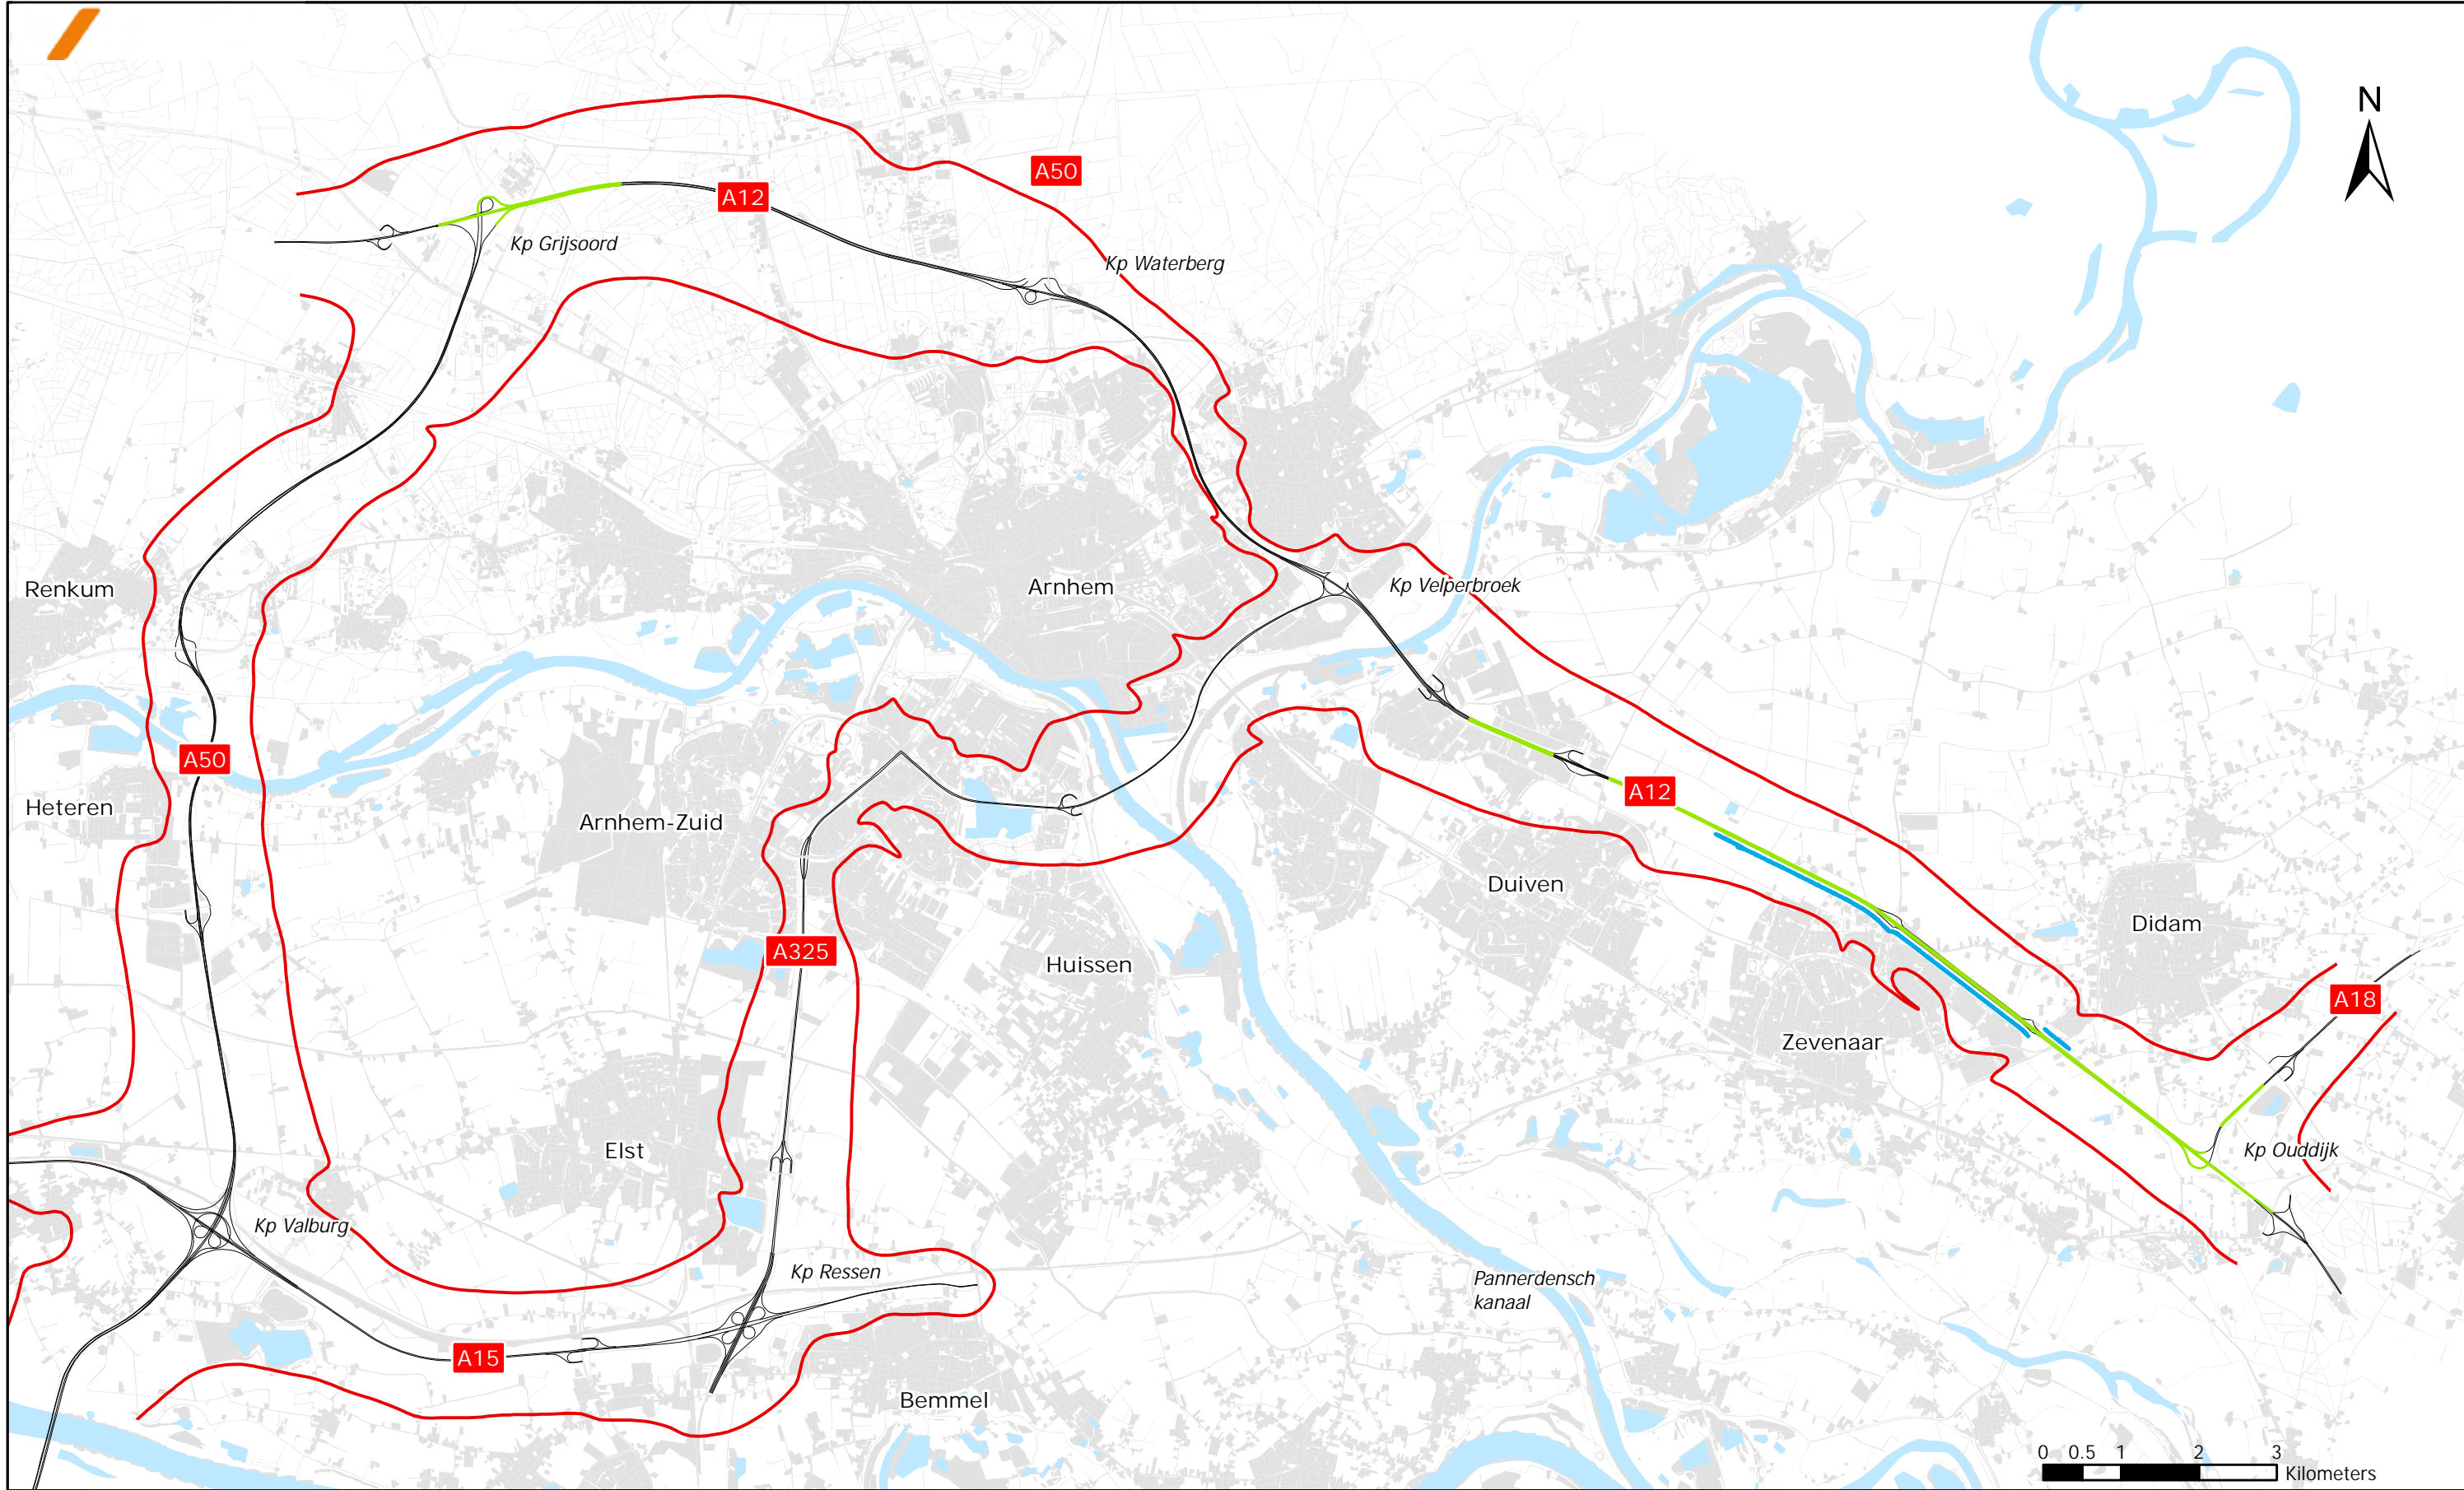 N
A50
A12
Kp Grijsoord
Kp Waterberg
Renkum
Arnhem
Kp Velperbroek
A50
A12
Heteren
Arnhem-Zuid
Duiven
Didam
A325
Huissen
A18
Zevenaar
Elst
Kp Ouddijk
Kp Valburg
Kp Ressen
Pannerdensch
kanaal
A15
Bemmel
0 0.5 1 2 3
Kilometers